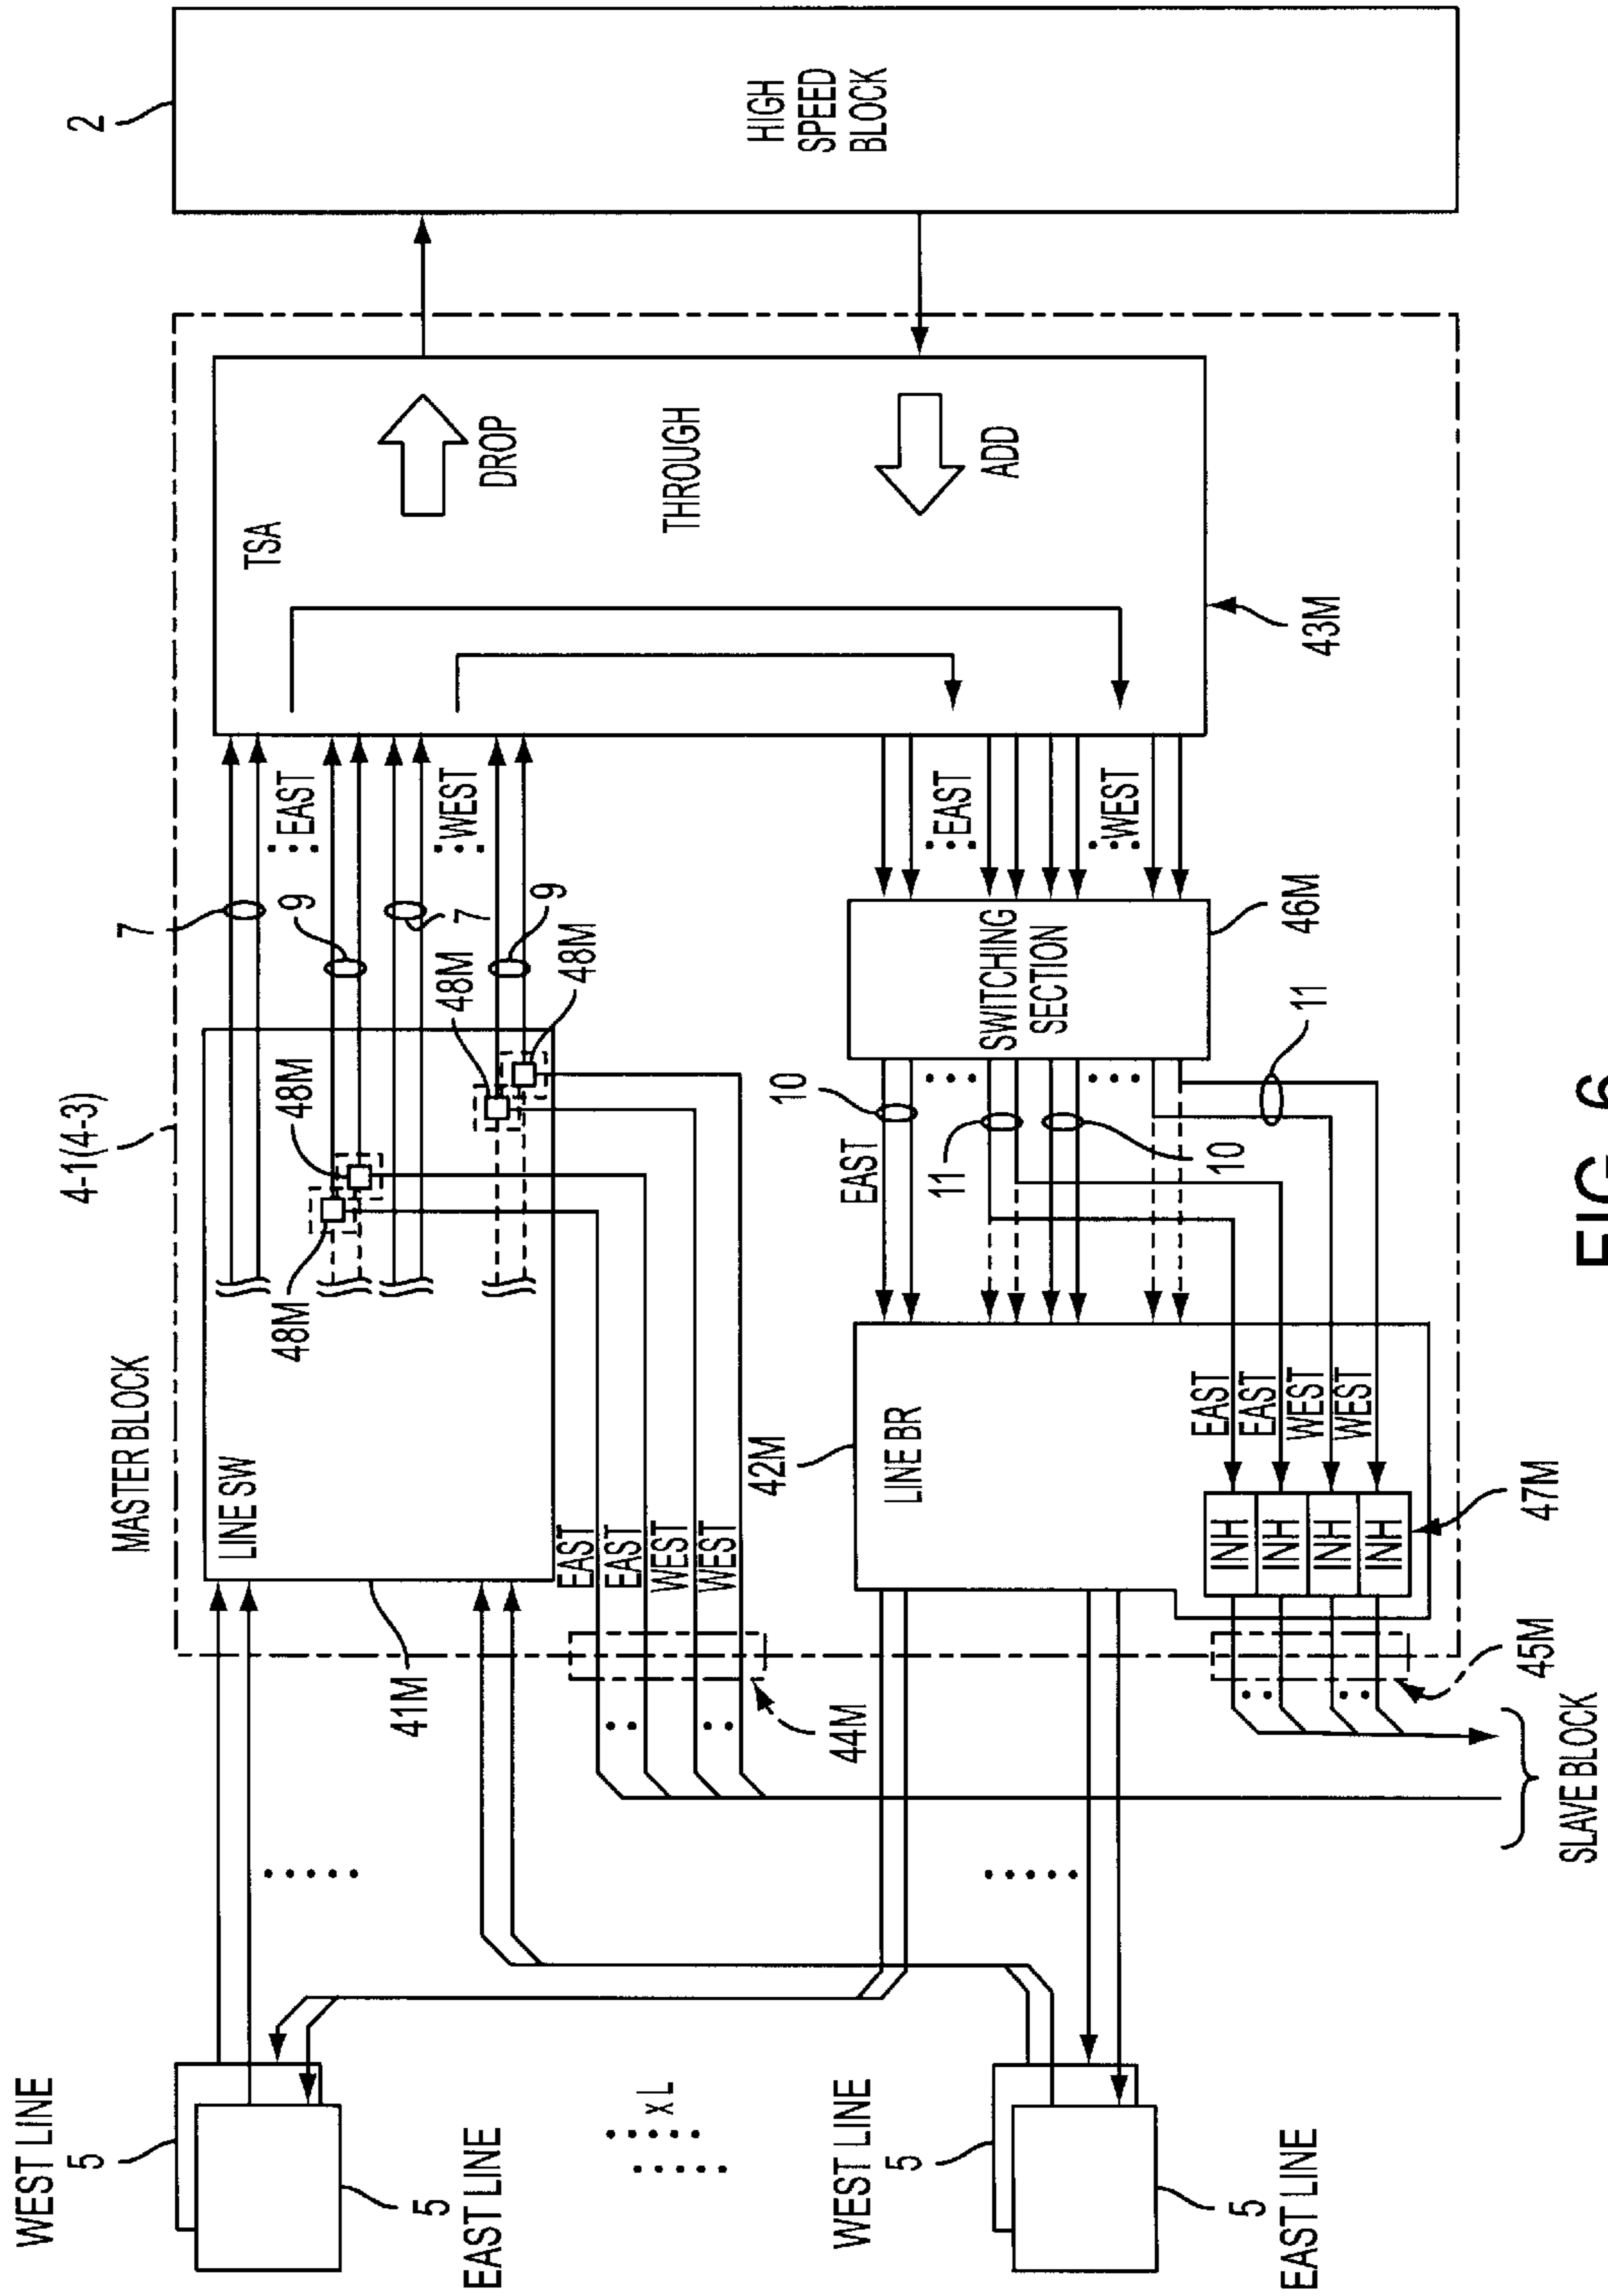 2
HIGH
SPEED
BLOCK
4-1(4-3)
MASTER BLOCK
TSA
DROP
THROUGH
ADD
43M
7
EAST
9
7
WEST
9
48M
48M
48M
48M
LINE SW
41M
EAST
EAST
WEST
WEST
44M
EAST
WEST
SWITCHING
SECTION
46M
10
EAST
11
10
11
42M
LINE BR
EAST
EAST
WEST
WEST
INH
INH
INH
INH
47M
45M
SLAVE BLOCK
WEST LINE
5
5
EAST LINE
x L
WEST LINE
5
5
EAST LINE
FIG. 6